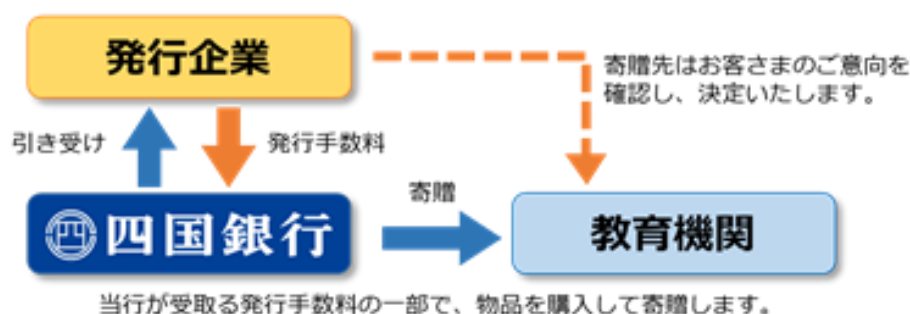 発行企業
寄贈先はお客さまのご意向を
確認し、決定いたします。
引き受け
発行手数料
四国銀行
寄贈
教育機関
当行が受取る発行手数料の一部で、物品を購入して寄贈します。